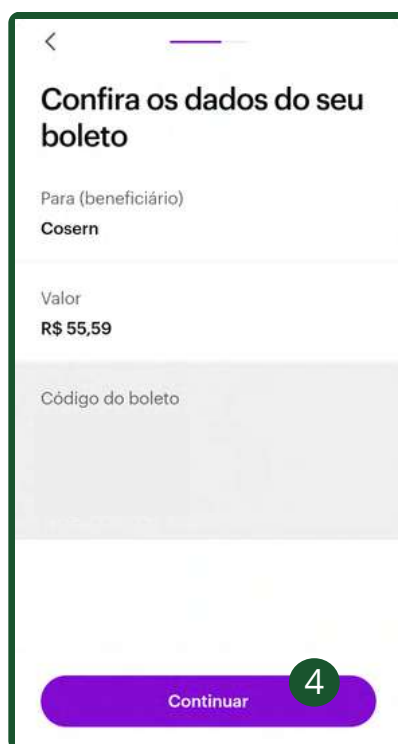 Confira os dados do seu
boleto
Para (beneficiário)
Cosern
Valor
R$ 55,59
Código do boleto
Continuar
4